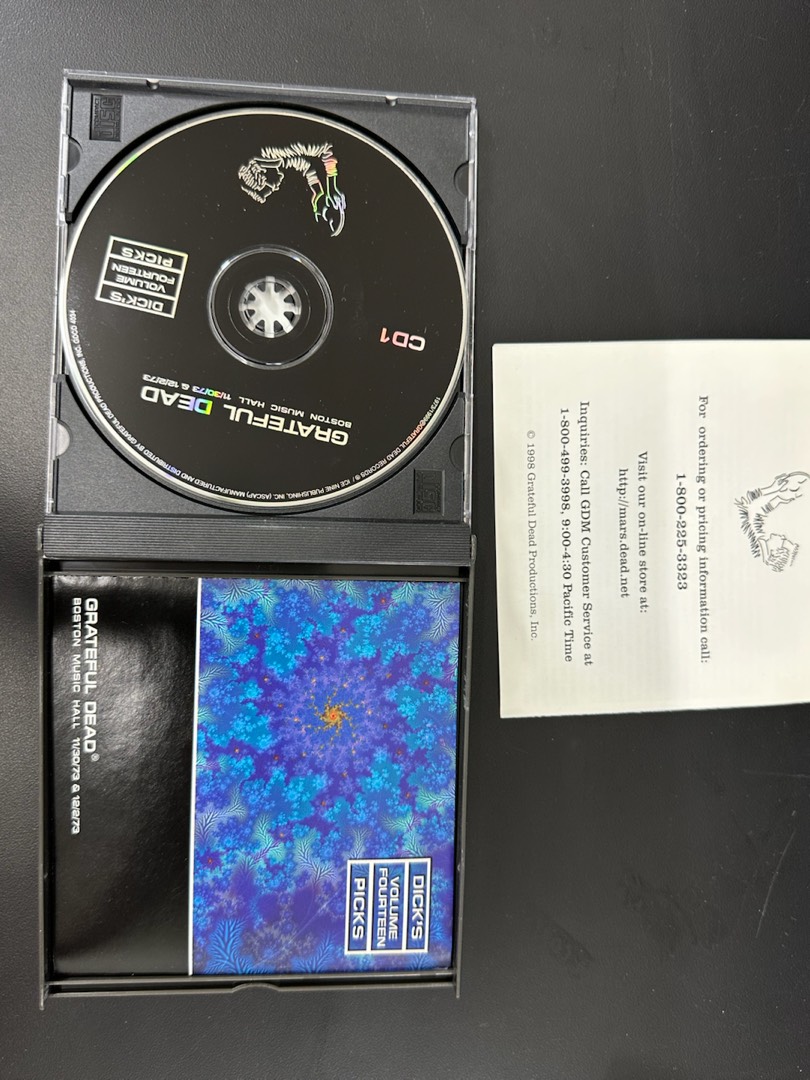 DICK'S
VOLUME
FOURTEEN
PICKS
CD1
GRATEFUL DEAD
BOSTON MUSIC HALL 11/30/73 & 12/2/73
GRATEFUL DEAD®
BOSTON MUSIC HALL 11/30/73 & 12/2/73
DICK'S
VOLUME
FOURTEEN
PICKS
For ordering or pricing information call:
1-800-225-3323
Visit our on-line store at:
http://mars.dead.net
Inquiries: Call GDM Customer Service at
1-800-499-3998, 9:00-4:30 Pacific Time
© 1998 Grateful Dead Productions, Inc.